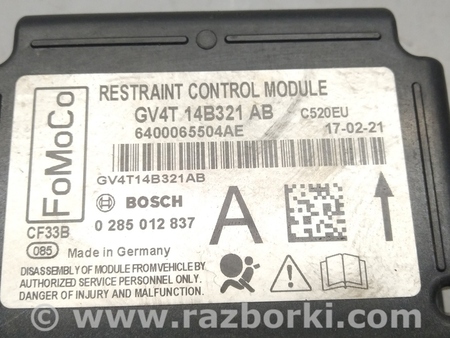 FoMoCo
RESTRAINT CONTROL MODULE
GV4T 14B321 AB C520EU
6400065504AE 17-02-21
GV4T14B321AB
BOSCH
0 285 012 837
A
CF33B
085 Made in Germany
DISASSEMBLY OF MODULE FROM VEHICLE BY
AUTHORIZED SERVICE PERSONNEL ONLY.
DANGER OF INJURY AND MALFUNCTION.
www.razborki.com